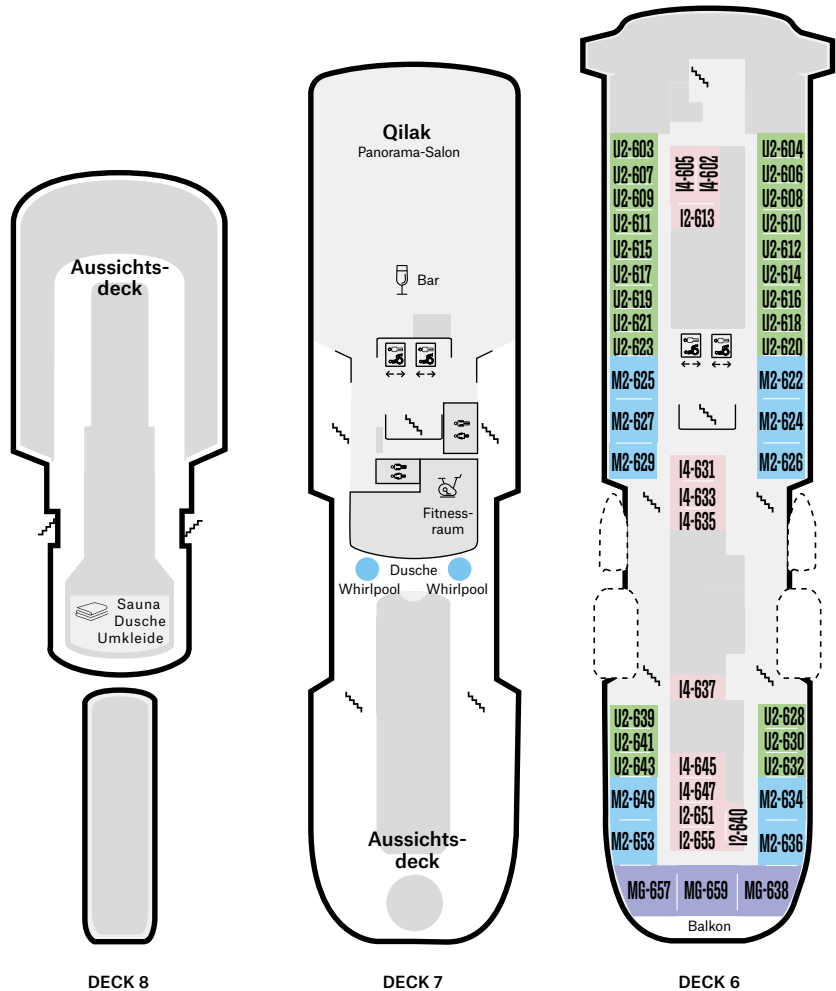 Aussichts-
deck
Sauna
Dusche
Umkleide
DECK 8
Qilak
Panorama-Salon
Bar
Fitness-
raum
Dusche
Whirlpool
Whirlpool
Aussichts-
deck
DECK 7
U2-603
U2-607
U2-609
U2-611
U2-615
U2-617
U2-619
U2-621
U2-623
M2-625
M2-627
M2-629
I4-605
I4-602
I2-613
U2-604
U2-606
U2-608
U2-610
U2-612
U2-614
U2-616
U2-618
U2-620
M2-622
M2-624
M2-626
I4-631
I4-633
I4-635
I4-637
U2-639
U2-641
U2-643
M2-649
M2-653
I4-645
I4-647
I2-651
I2-655
I2-640
U2-628
U2-630
U2-632
M2-634
M2-636
MG-657
MG-659
MG-638
Balkon
DECK 6